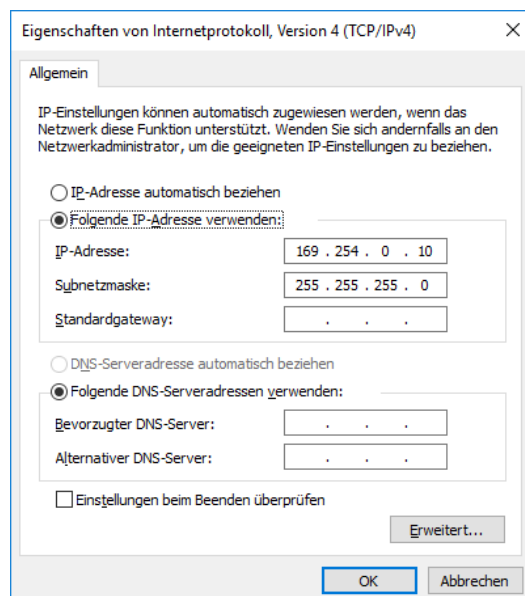 Eigenschaften von Internetprotokoll, Version 4 (TCP/IPv4)
Allgemein
IP-Einstellungen können automatisch zugewiesen werden, wenn das
Netzwerk diese Funktion unterstützt. Wenden Sie sich andernfalls an den
Netzwerkadministrator, um die geeigneten IP-Einstellungen zu beziehen.
IP-Adresse automatisch beziehen
Folgende IP-Adresse verwenden:
IP-Adresse: 169 . 254 . 0 . 10
Subnetzmaske: 255 . 255 . 255 . 0
Standardgateway: . . .
DNS-Serveradresse automatisch beziehen
Folgende DNS-Serveradressen verwenden:
Bevorzugter DNS-Server: . . .
Alternativer DNS-Server: . . .
Einstellungen beim Beenden überprüfen
Erweitert...
OK Abbrechen